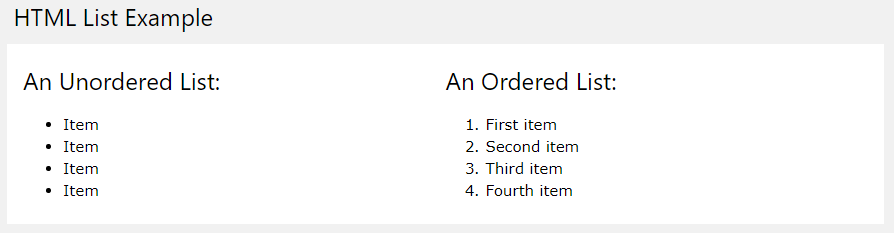 HTML List Example
An Unordered List:
• Item
• Item
• Item
• Item
An Ordered List:
1. First item
2. Second item
3. Third item
4. Fourth item